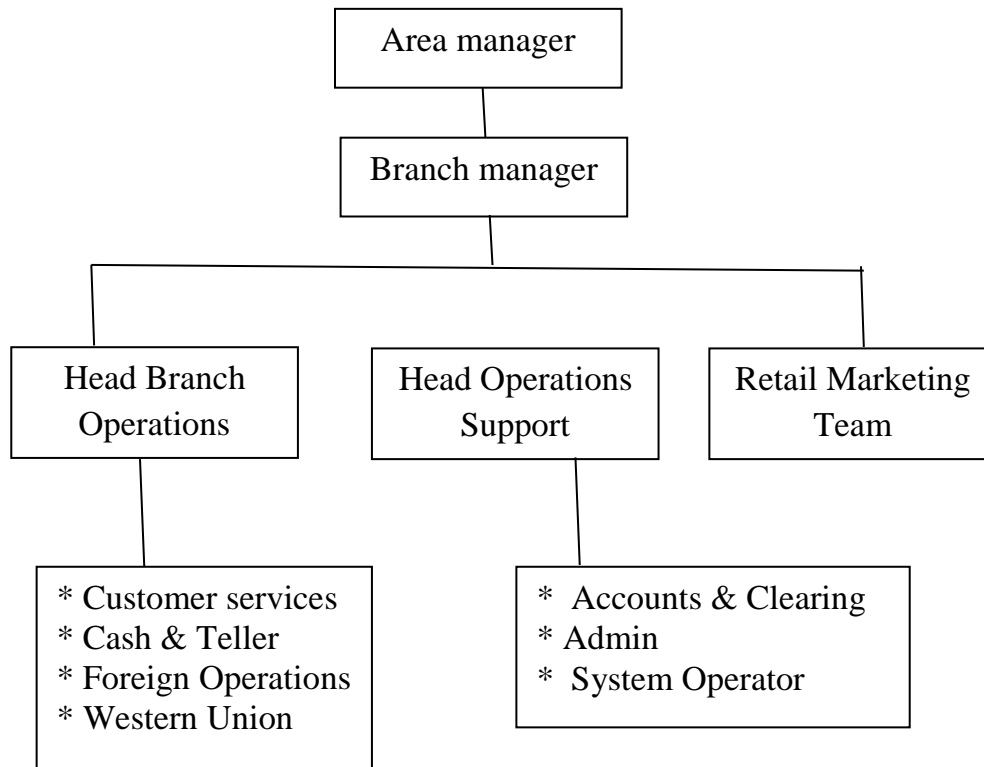 Area manager
Branch manager
Head Branch
Operations
Head Operations
Support
Retail Marketing
Team
* Customer services
* Cash & Teller
* Foreign Operations
* Western Union
* Accounts & Clearing
* Admin
* System Operator